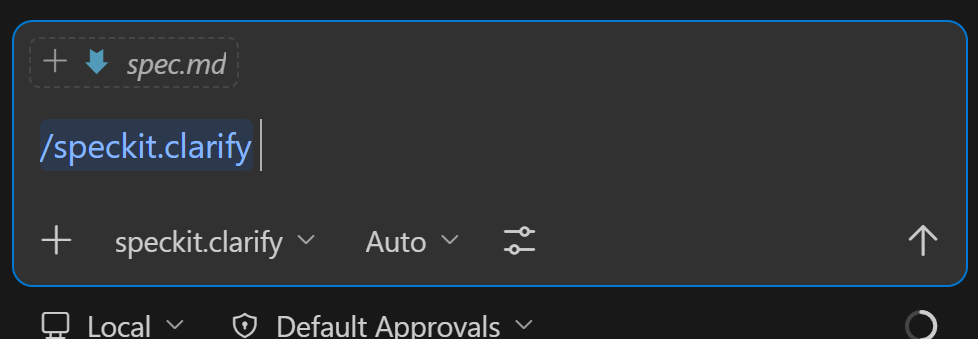 spec.md
/speckit.clarify
speckit.clarify Auto
Local Default Approvals